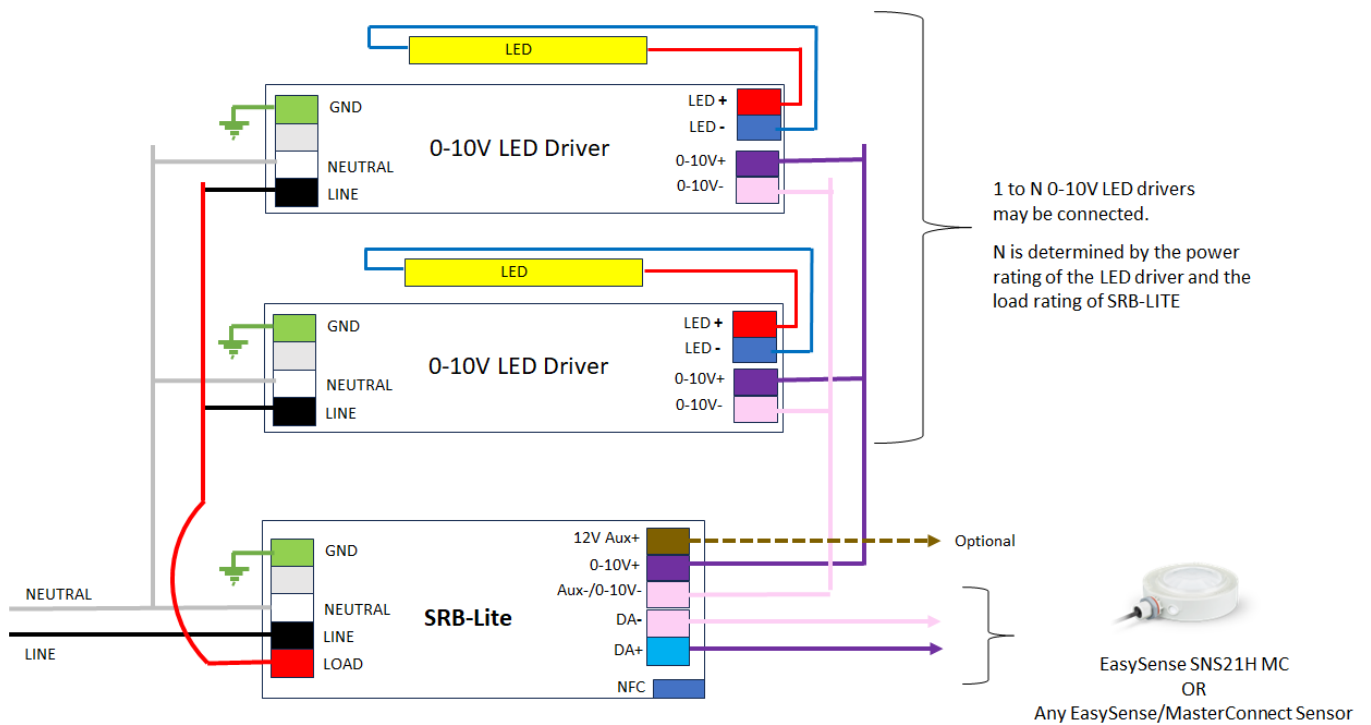 LED
GND
NEUTRAL
LINE
0-10V LED Driver
LED +
LED -
0-10V+
0-10V-
1 to N 0-10V LED drivers
may be connected.
N is determined by the power
rating of the LED driver and the
load rating of SRB-LITE
LED
GND
NEUTRAL
LINE
0-10V LED Driver
LED +
LED -
0-10V+
0-10V-
NEUTRAL
LINE
GND
NEUTRAL
LINE
LOAD
SRB-Lite
12V Aux+
0-10V+
Aux-/0-10V-
DA-
DA+
NFC
Optional
EasySense SNS21H MC
OR
Any EasySense/MasterConnect Sensor